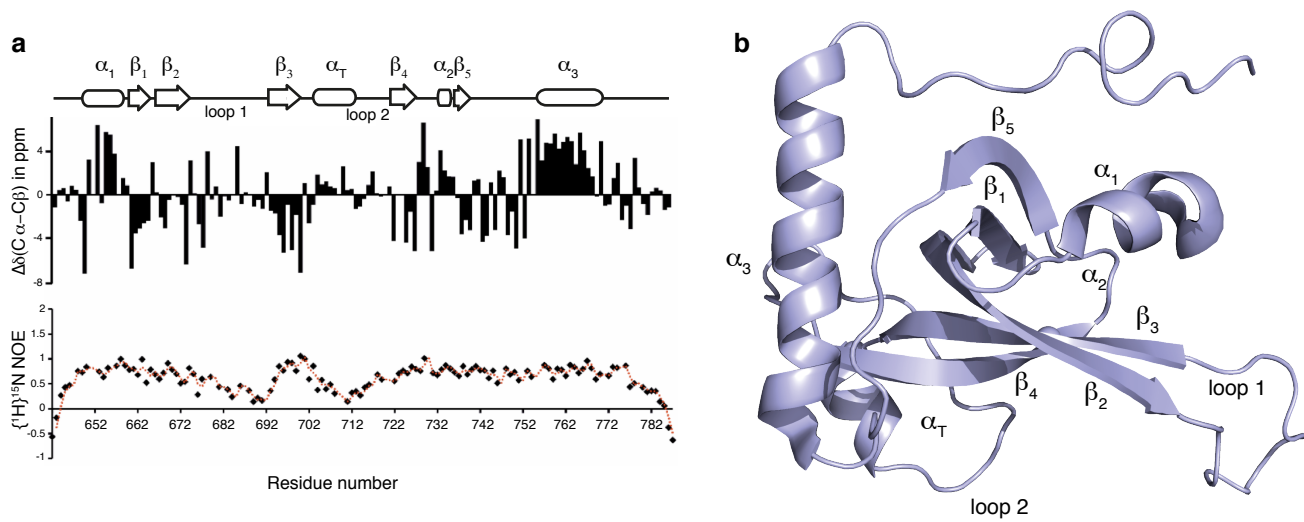 a
α1 β1 β2 β3 αT β4 α2 β5 α3
loop 1 loop 2
Δδ(Cα–Cβ) in ppm
4
0
-4
-8
{¹H}¹⁵N NOE
2
1.5
1
0.5
0
-0.5
-1
652 662 672 682 692 702 712 722 732 742 752 762 772 782
Residue number
b
β5
α1
β1
α3
α2
β3
loop 1
β4
β2
αT
loop 2